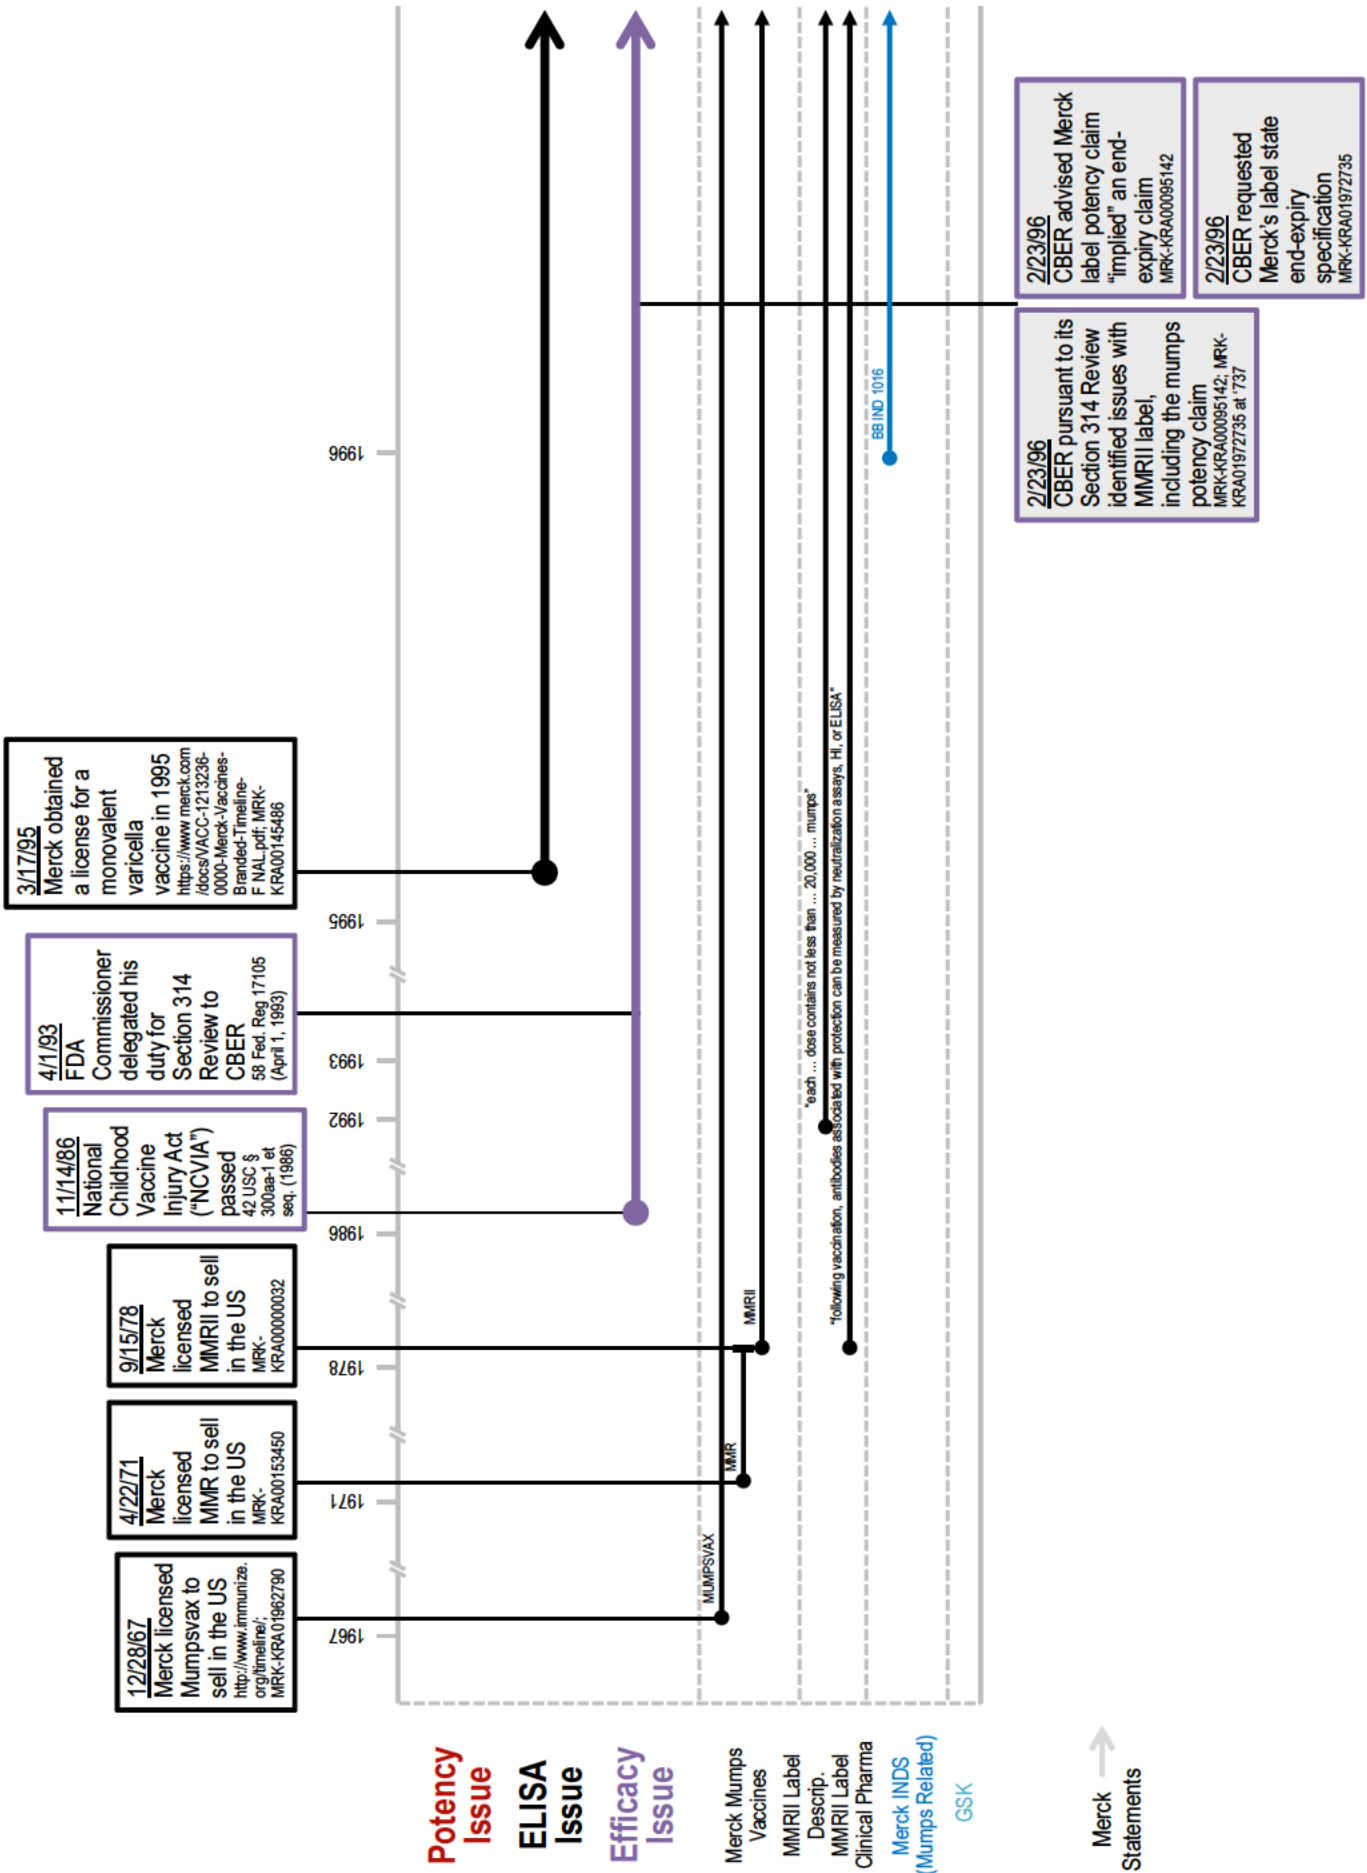 12/28/67
Merck licensed
Mumpsvax to
sell in the US
http://www.immunize.
org/timeline/;
MRK-KRA01962790
4/22/71
Merck
licensed
MMR to sell
in the US
MRK-
KRA00153450
9/15/78
Merck
licensed
MMRII to sell
in the US
MRK-
KRA00000032
11/14/86
National
Childhood
Vaccine
Injury Act
("NCVIA")
passed
42 USC §
300aa-1 et
seq. (1986)
4/1/93
FDA
Commissioner
delegated his
duty for
Section 314
Review to
CBER
58 Fed. Reg 17105
(April 1, 1993)
3/17/95
Merck obtained
a license for a
monovalent
varicella
vaccine in 1995
https://www merck.com
/docs/VACC-1213236-
0000-Merck-Vaccines-
Branded-Timeline-
F NAL.pdf; MRK-
KRA00145486
1967
1971
1978
1986
1992
1993
1995
1996
Potency
Issue
ELISA
Issue
Efficacy
Issue
Merck Mumps
Vaccines
MUMPSVAX
MMR
MMRII
MMRII Label
Descrip.
"each ... dose contains not less than ... 20,000 ... mumps"
MMRII Label
Clinical Pharma
"following vaccination, antibodies associated with protection can be measured by neutralization assays, HI, or ELISA"
Merck INDS
(Mumps Related)
BB IND 1016
GSK
Merck
Statements
2/23/96
CBER pursuant to its
Section 314 Review
identified issues with
MMRII label,
including the mumps
potency claim
MRK-KRA00095142; MRK-
KRA01972735 at '737
2/23/96
CBER advised Merck
label potency claim
"implied" an end-
expiry claim
MRK-KRA00095142
2/23/96
CBER requested
Merck's label state
end-expiry
specification
MRK-KRA01972735